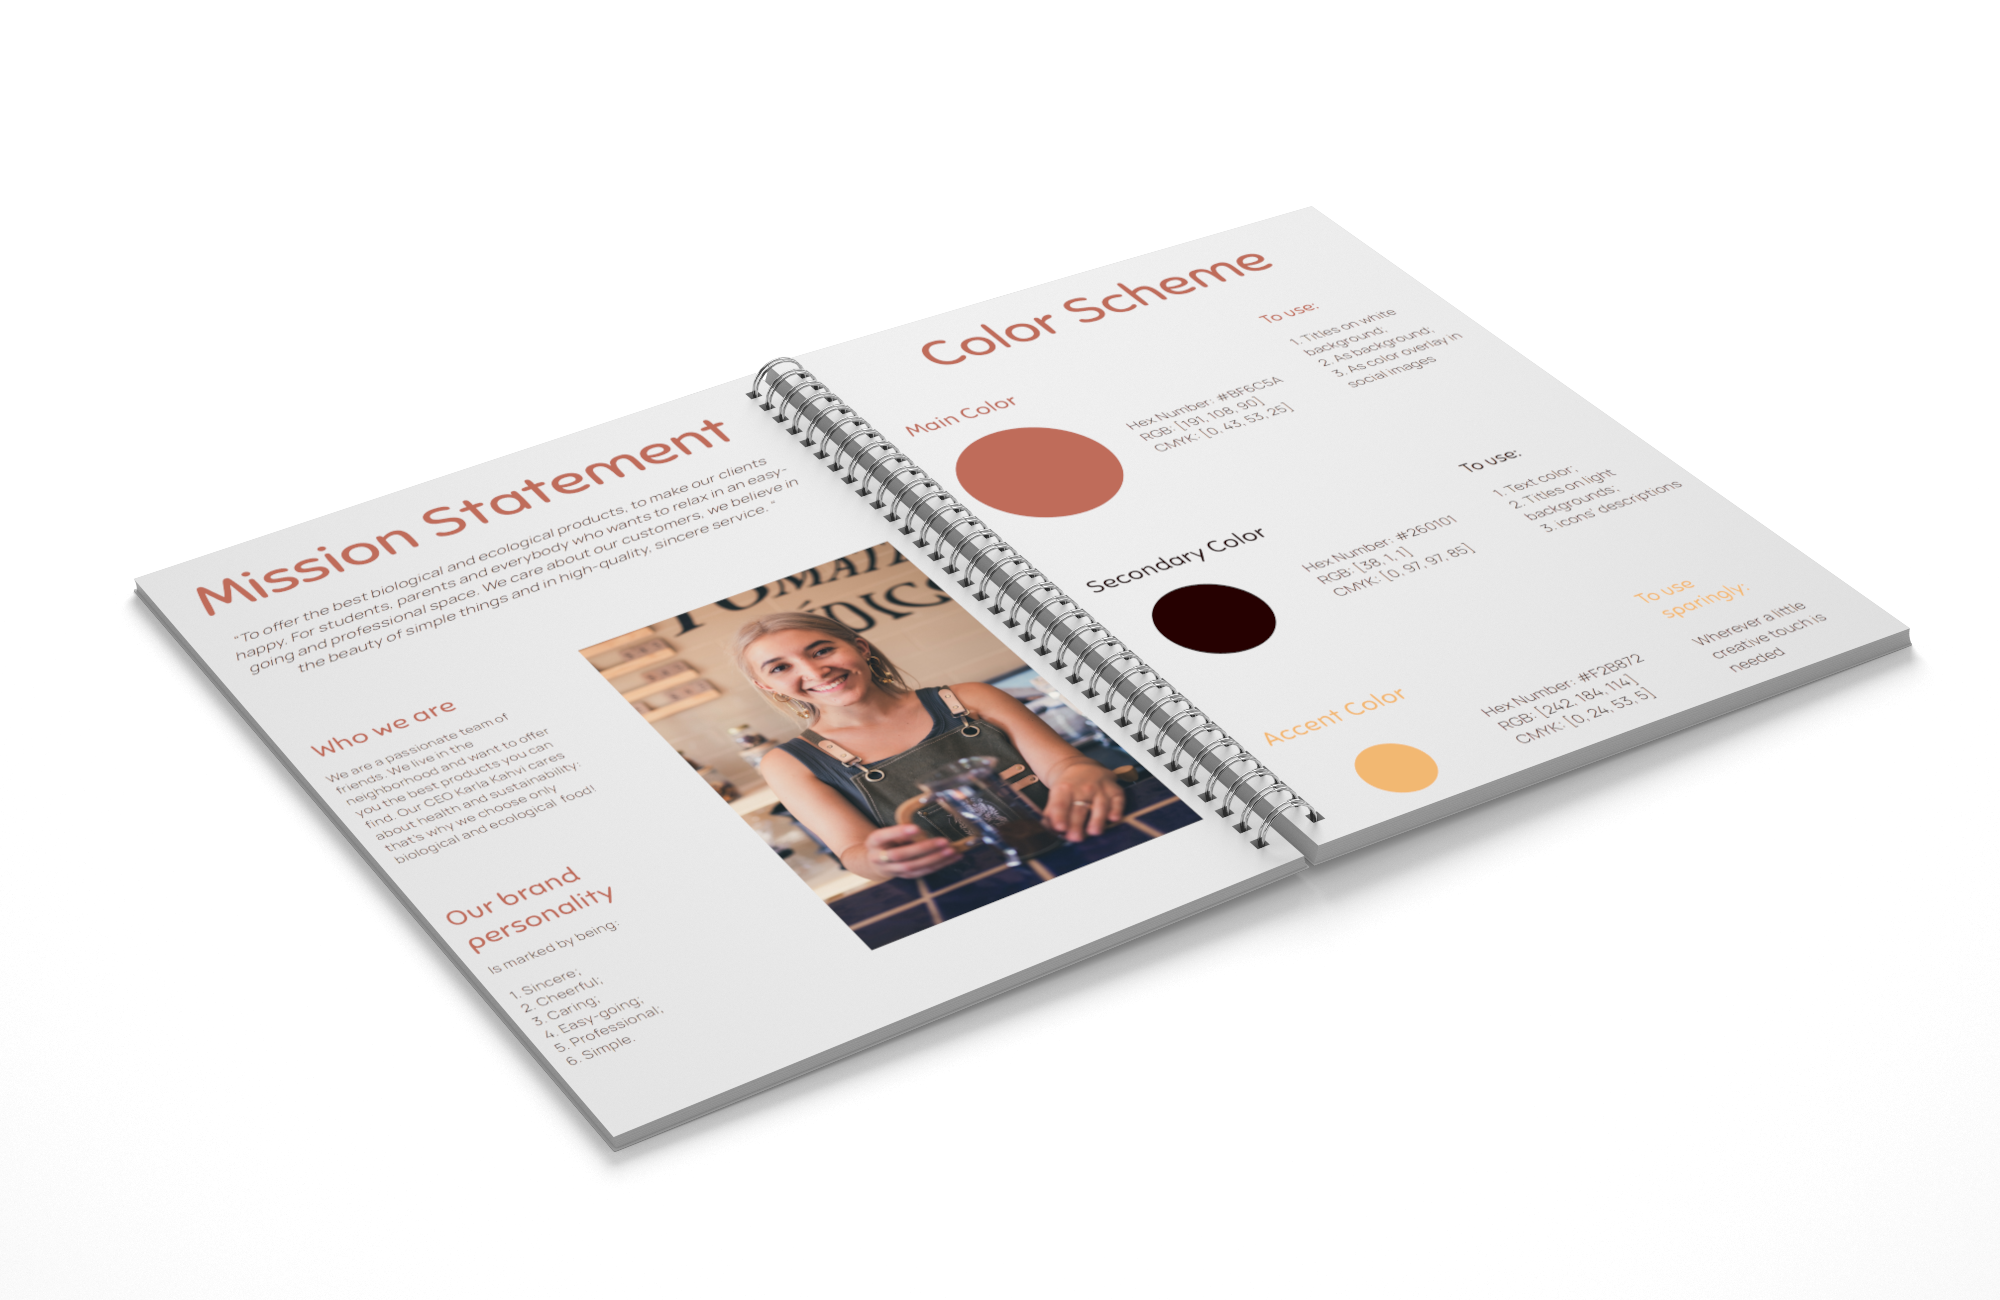 Mission Statement
"To offer the best biological and ecological products, to make our clients
happy. For students, parents and everybody who wants to relax in an easy-
going and professional space. We care about our customers, we believe in
the beauty of simple things and in high-quality, sincere service."
Who we are
We are a passionate team of
friends. We live in the
neighborhood and want to offer
you the best products you can
find. Our CEO Karla Kahvi cares
about health and sustainability;
that's why we choose only
biological and ecological food!
Our brand
personality
Is marked by being:
1. Sincere;
2. Cheerful;
3. Caring;
4. Easy-going;
5. Professional;
6. Simple.
Color Scheme
Main Color
Hex Number: #BF6C5A
RGB: [191, 108, 90]
CMYK: [0, 43, 53, 25]
To use:
1. Titles on white
background;
2. As background;
3. As color overlay in
social images
Secondary Color
Hex Number: #260101
RGB: [38, 1, 1]
CMYK: [0, 97, 97, 85]
To use:
1. Text color;
2. Titles on light
backgrounds;
3. icons' descriptions
Accent Color
Hex Number: #F2B872
RGB: [242, 184, 114]
CMYK: [0, 24, 53, 5]
To use
sparingly:
Wherever a little
creative touch is
needed